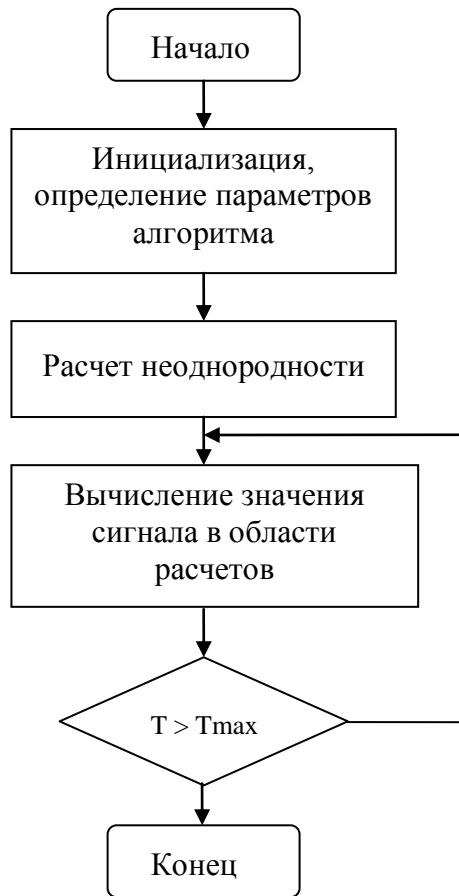 Начало
Инициализация,
определение параметров
алгоритма
Расчет неоднородности
Вычисление значения
сигнала в области
расчетов
T > Tmax
Конец